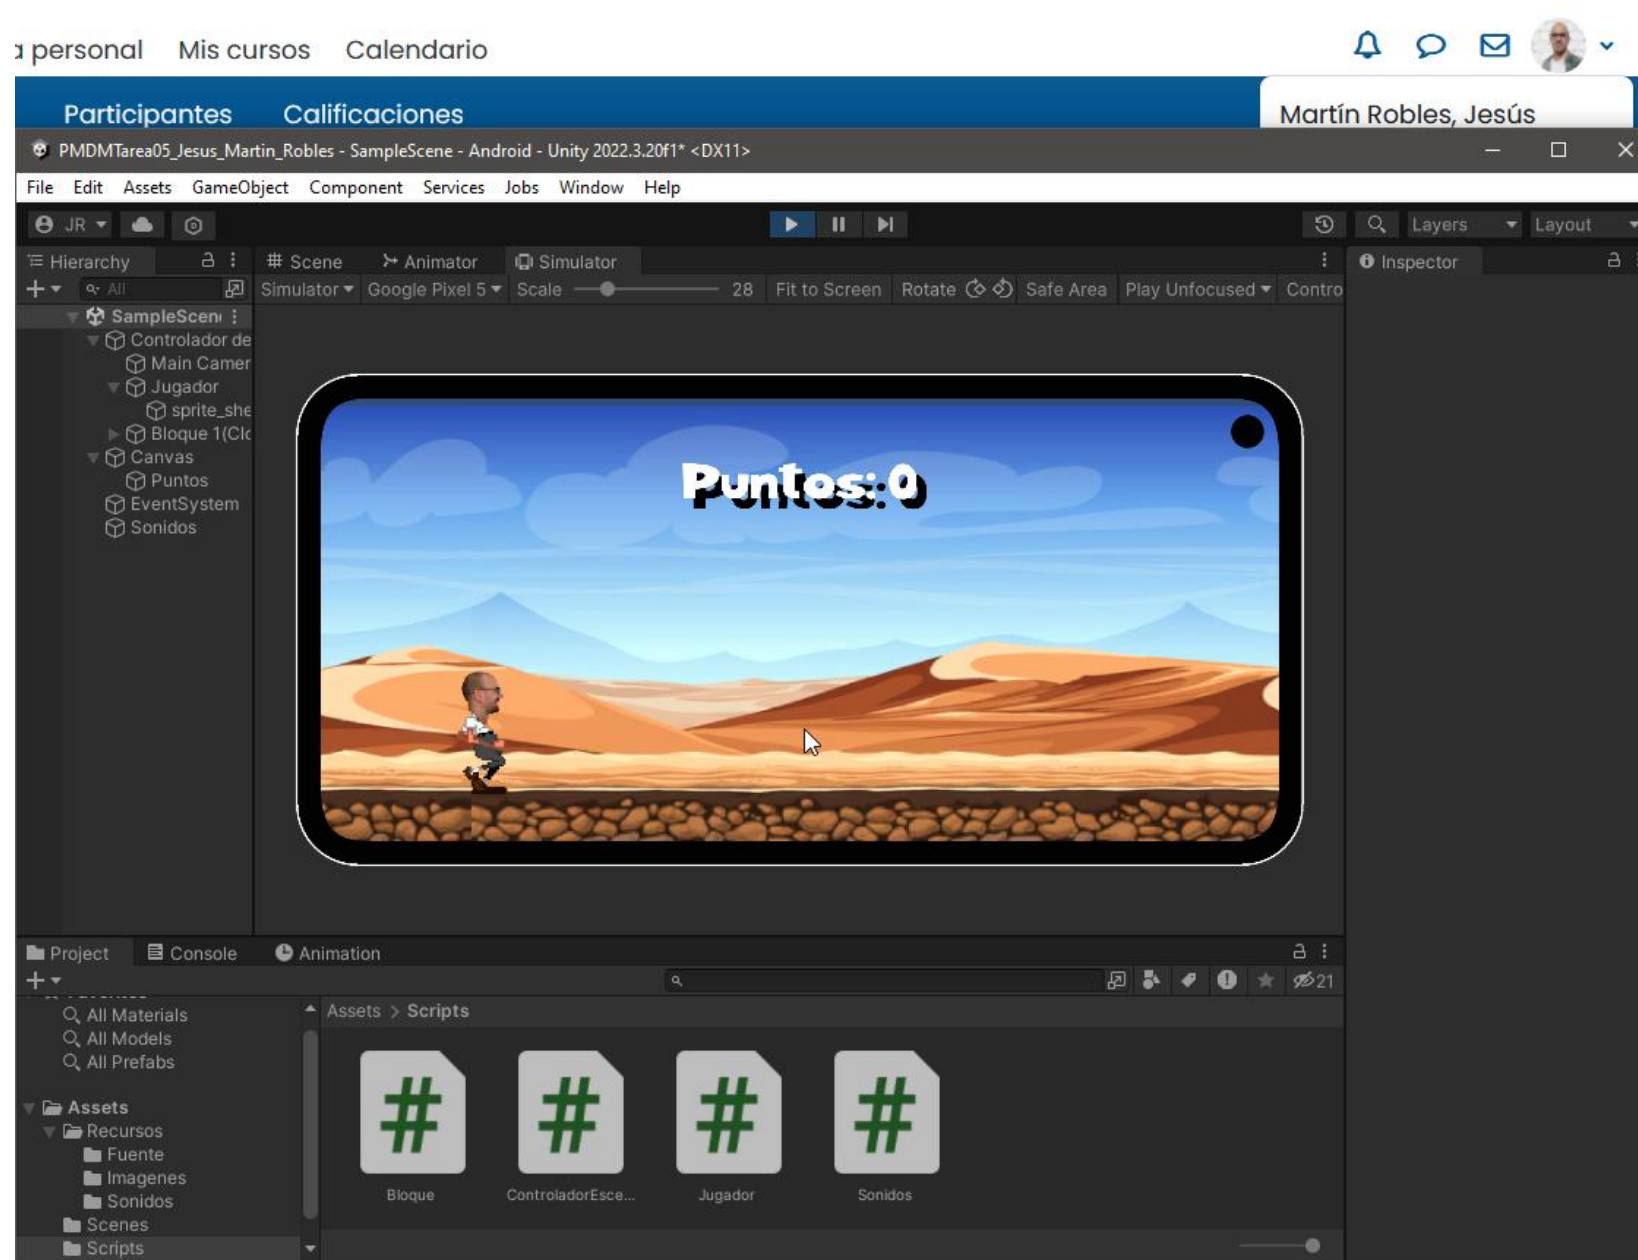 a personal Mis cursos Calendario
Participantes Calificaciones
Martín Robles, Jesús
PMDMTarea05_Jesus_Martin_Robles - SampleScene - Android - Unity 2022.3.20f1* <DX11>
File Edit Assets GameObject Component Services Jobs Window Help
JR Layers Layout
Hierarchy # Scene Animator Simulator Inspector
All Simulator Google Pixel 5 Scale 28 Fit to Screen Rotate Safe Area Play Unfocused Contro
SampleScen
Controlador de
Main Camer
Jugador
sprite_she
Bloque 1(Clo
Canvas
Puntos
EventSystem
Sonidos
Puntos: 0
Project Console Animation
21
All Materials
All Models
All Prefabs
Assets
Recursos
Fuente
Imagenes
Sonidos
Scenes
Scripts
Assets > Scripts
# # # #
Bloque ControladorEsce... Jugador Sonidos